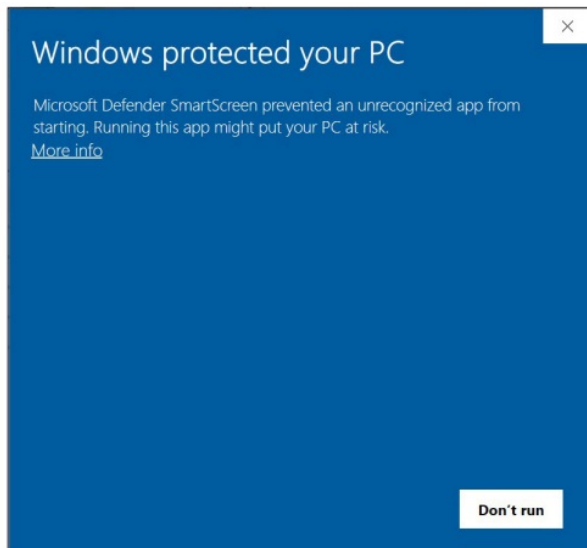 Windows protected your PC
Microsoft Defender SmartScreen prevented an unrecognized app from
starting. Running this app might put your PC at risk.
More info
Don't run